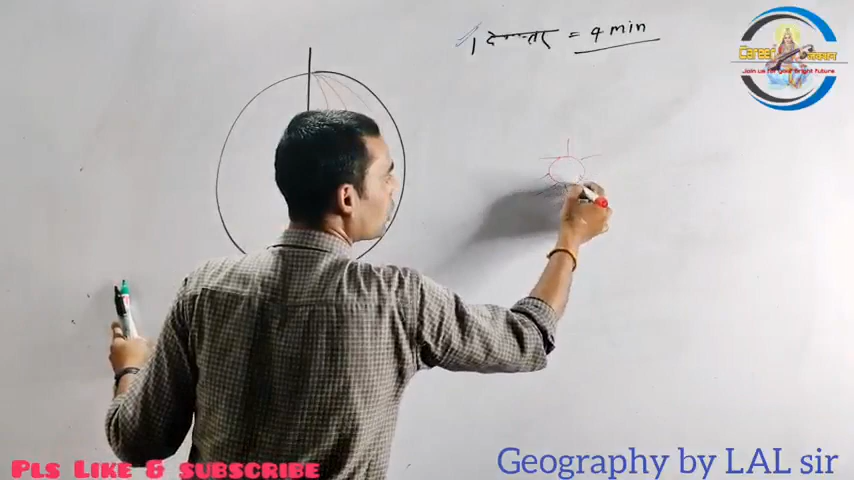 1 देशान्तर = 4 min
Career
Join us for your Bright Future
Geography by LAL sir
PLS LIKE & SUBSCRIBE